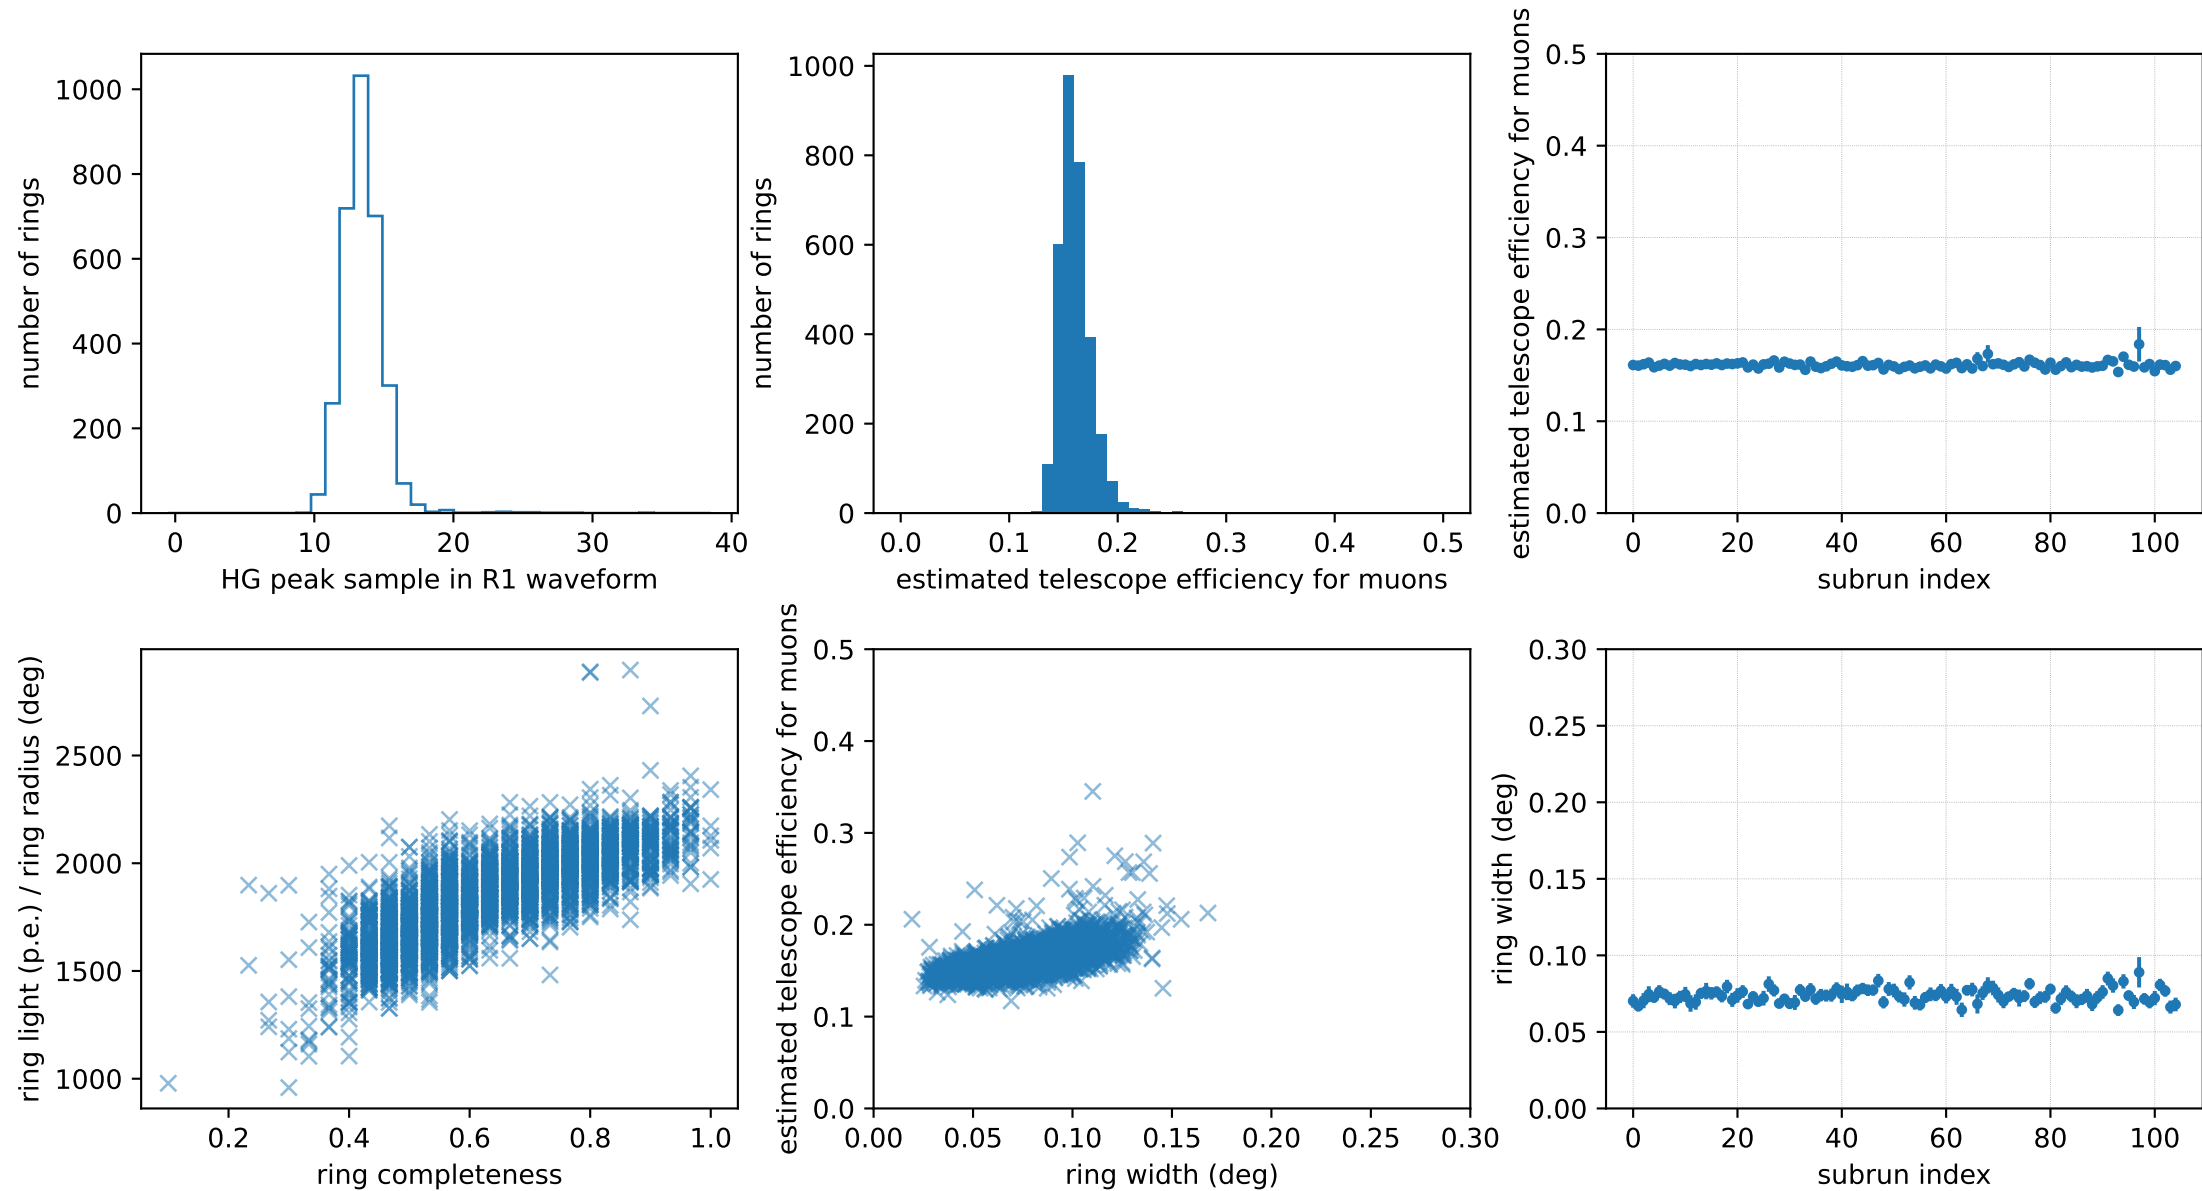 number of rings
1000
800
600
400
200
0
0 10 20 30 40
HG peak sample in R1 waveform
number of rings
1000
800
600
400
200
0
0.0 0.1 0.2 0.3 0.4 0.5
estimated telescope efficiency for muons
estimated telescope efficiency for muons
0.5
0.4
0.3
0.2
0.1
0.0
0 20 40 60 80 100
subrun index
ring light (p.e.) / ring radius (deg)
2500
2000
1500
1000
0.2 0.4 0.6 0.8 1.0
ring completeness
estimated telescope efficiency for muons
0.5
0.4
0.3
0.2
0.1
0.0
0.00 0.05 0.10 0.15 0.20 0.25 0.30
ring width (deg)
ring width (deg)
0.30
0.25
0.20
0.15
0.10
0.05
0.00
0 20 40 60 80 100
subrun index